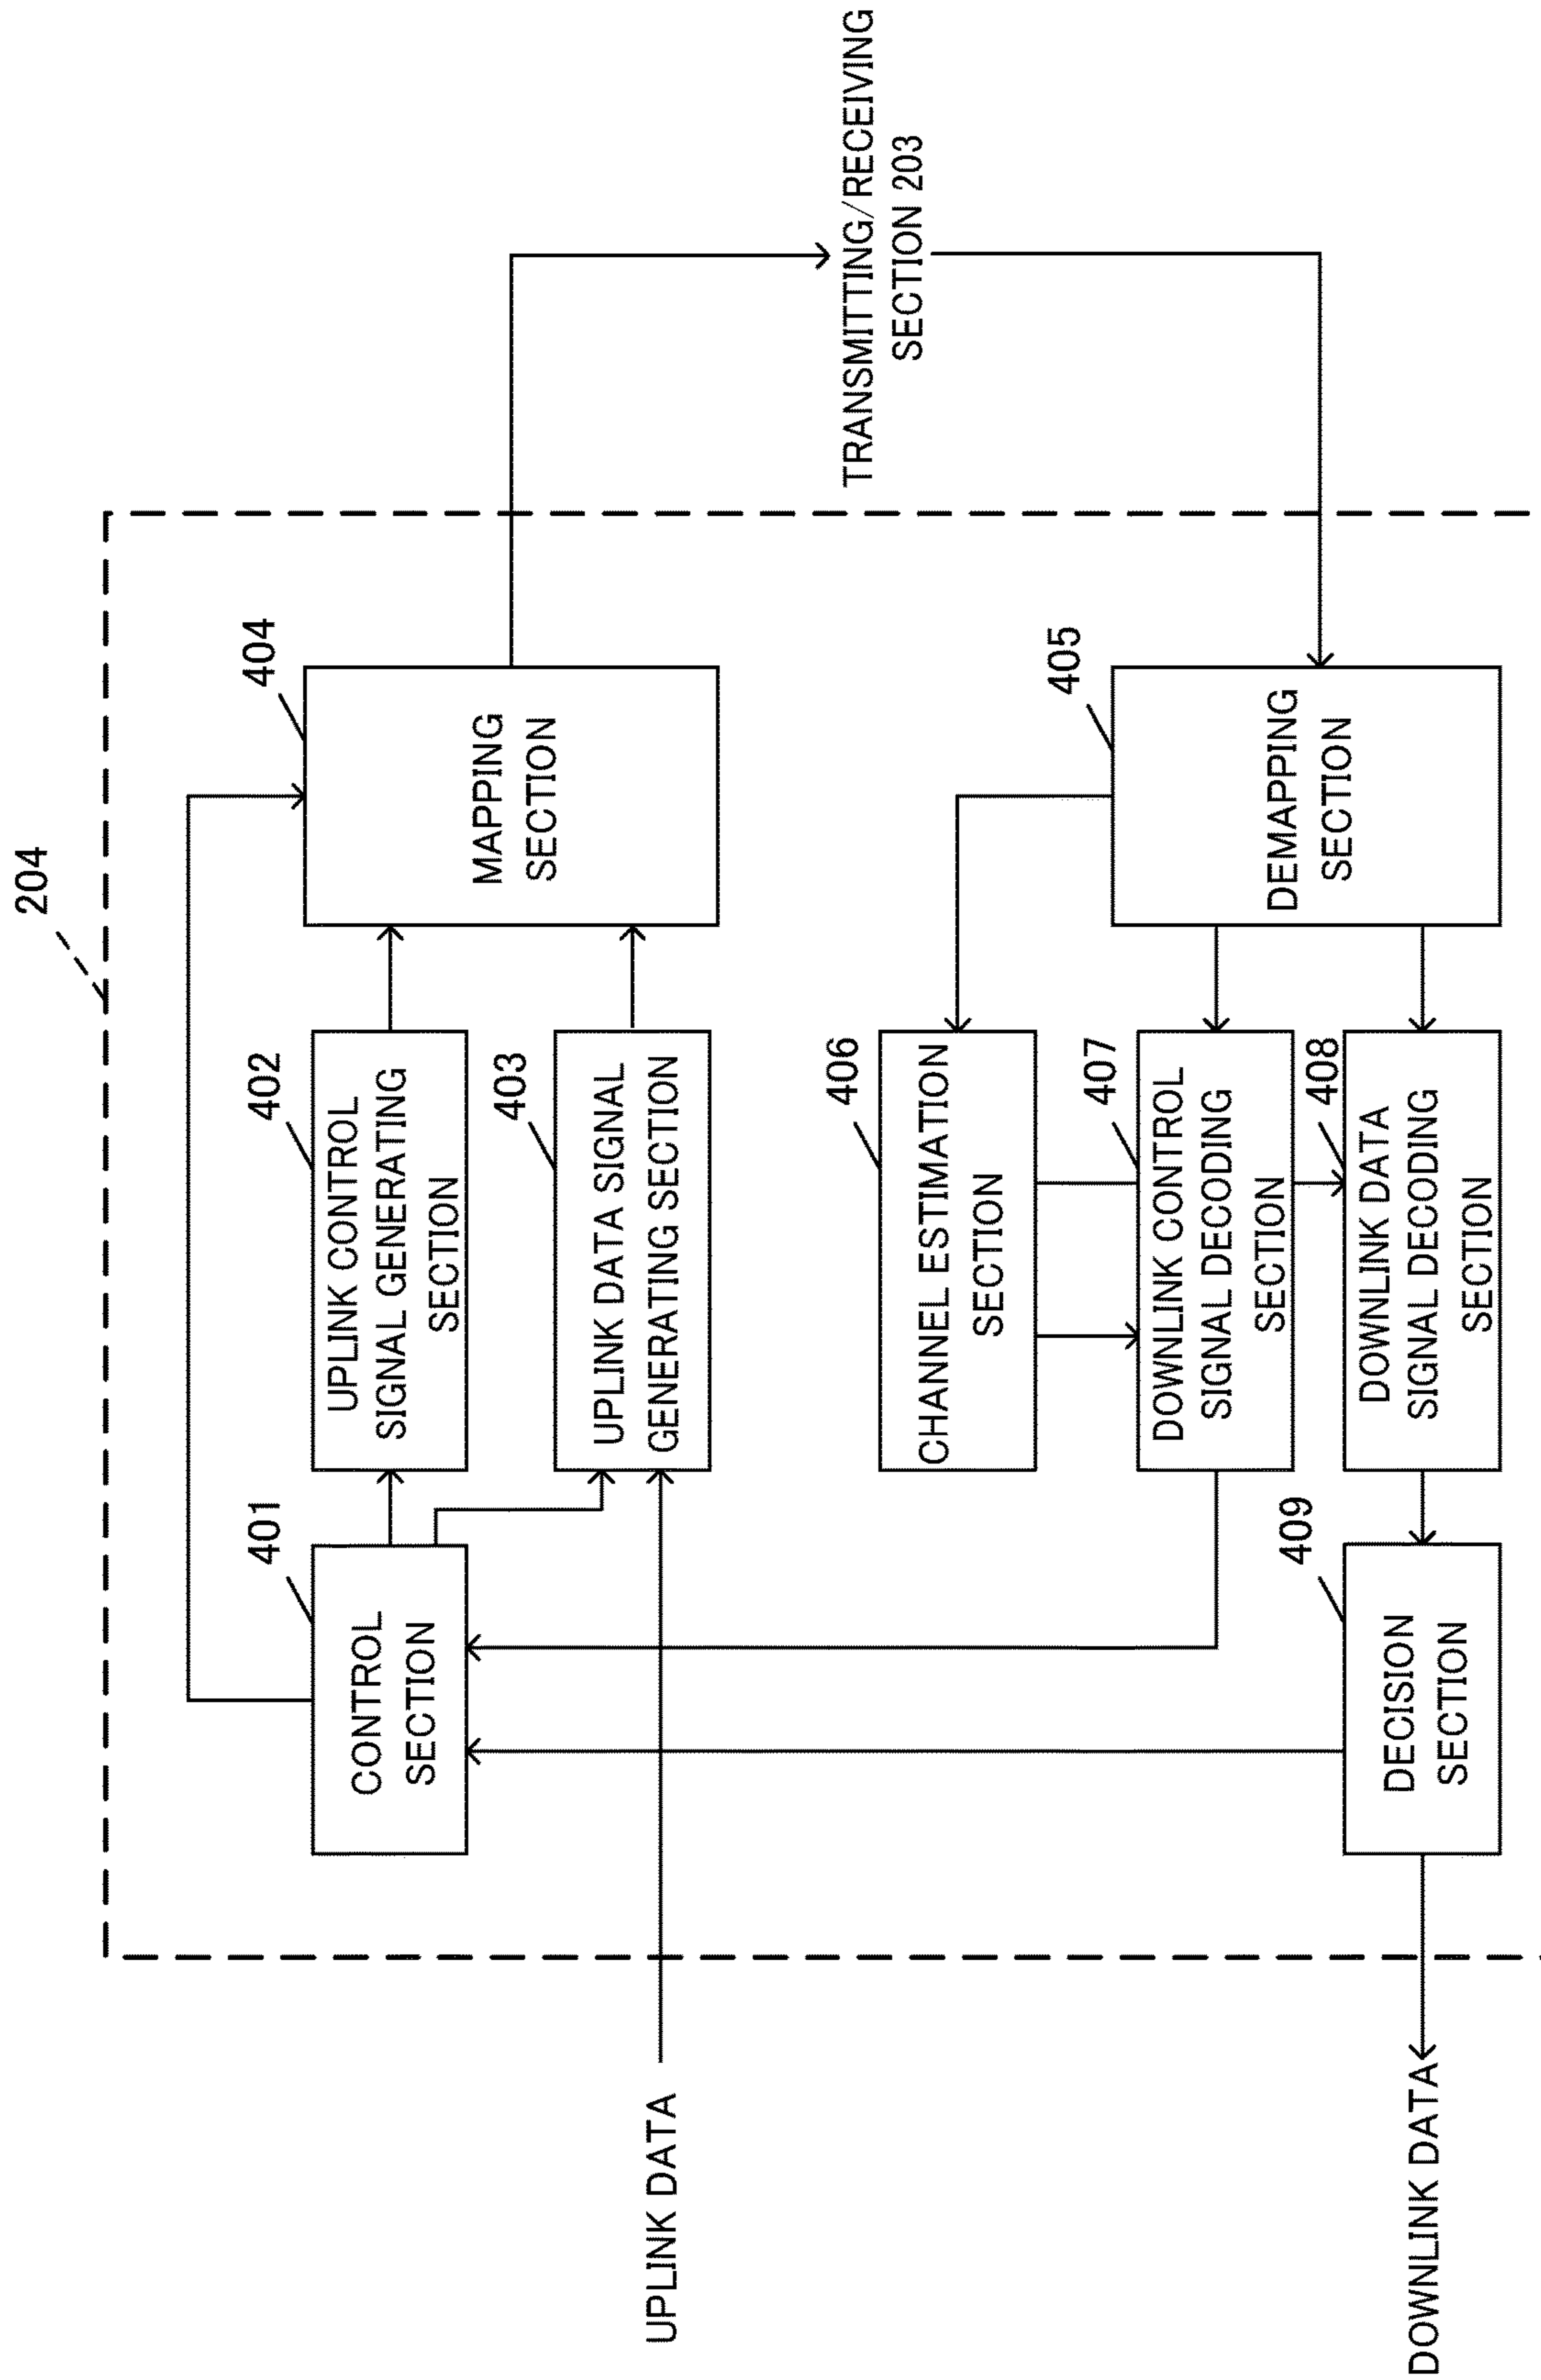 204
401
CONTROL
SECTION
402
UPLINK CONTROL
SIGNAL GENERATING
SECTION
404
MAPPING
SECTION
403
UPLINK DATA SIGNAL
GENERATING SECTION
UPLINK DATA
TRANSMITTING/RECEIVING
SECTION 203
406
CHANNEL ESTIMATION
SECTION
405
DEMAPPING
SECTION
407
DOWNLINK CONTROL
SIGNAL DECODING
SECTION
409
DECISION
SECTION
408
DOWNLINK DATA
SIGNAL DECODING
SECTION
DOWNLINK DATA